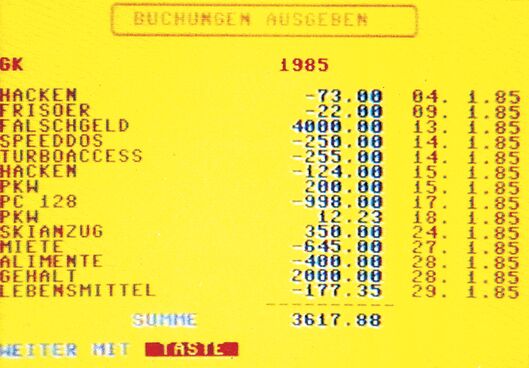 BUCHUNGEN AUSGEBEN
GK 1985
HACKEN -73.00 04. 1.85
FRISOER -22.00 09. 1.85
FALSCHGELD 4000.00 13. 1.85
SPEEDDOS -250.00 14. 1.85
TURBOACCESS -255.00 14. 1.85
HACKEN -124.00 15. 1.85
PKW 200.00 15. 1.85
PC 128 -998.00 17. 1.85
PKW 12.23 18. 1.85
SKIANZUG 350.00 24. 1.85
MIETE -645.00 27. 1.85
ALIMENTE -400.00 28. 1.85
GEHALT 2000.00 28. 1.85
LEBENSMITTEL -177.35 29. 1.85
SUMME 3617.88
WEITER MIT TASTE